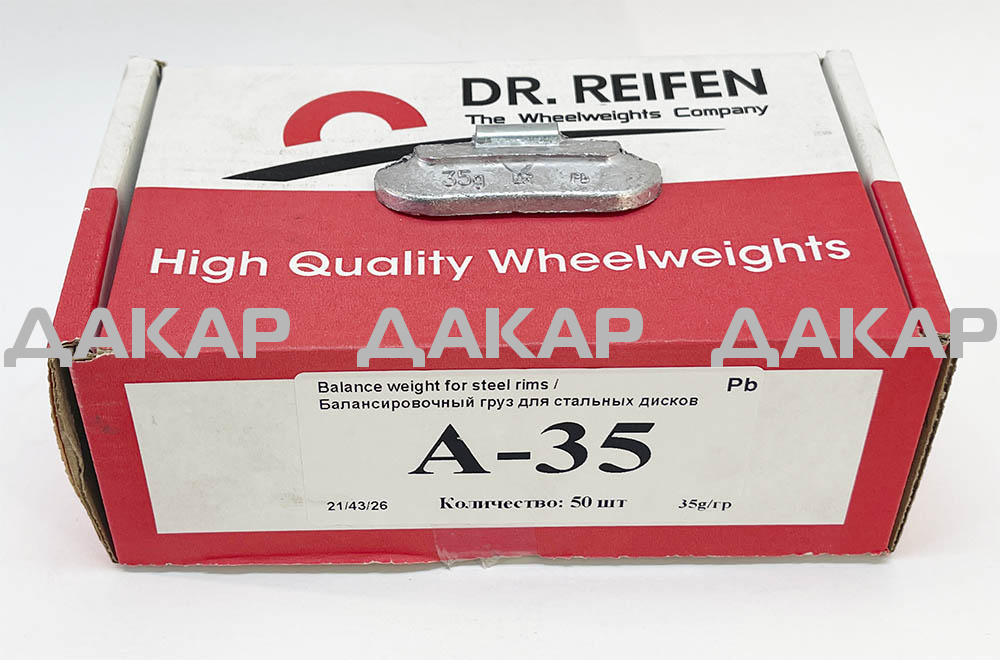 DR. REIFEN
The Wheelweights Company
35g DR Pb
High Quality Wheelweights
ДАКАР ДАКАР ДАКАР
Balance weight for steel rims / Pb
Балансировочный груз для стальных дисков
А-35
21/43/26 Количество: 50 шт 35g/гр